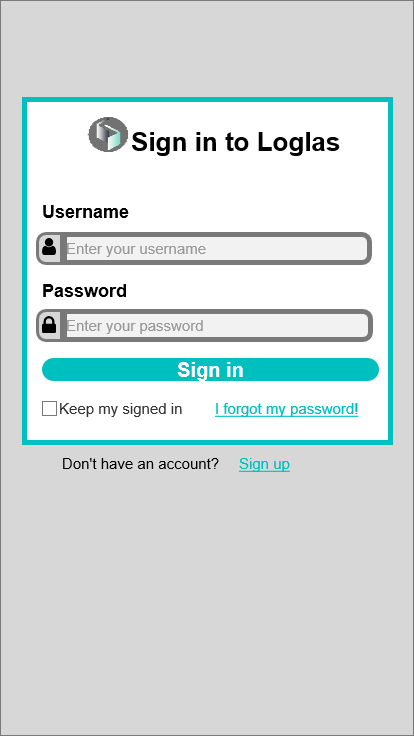 Sign in to Loglas
Username
Enter your username
Password
Enter your password
Sign in
Keep my signed in I forgot my password!
Don't have an account? Sign up